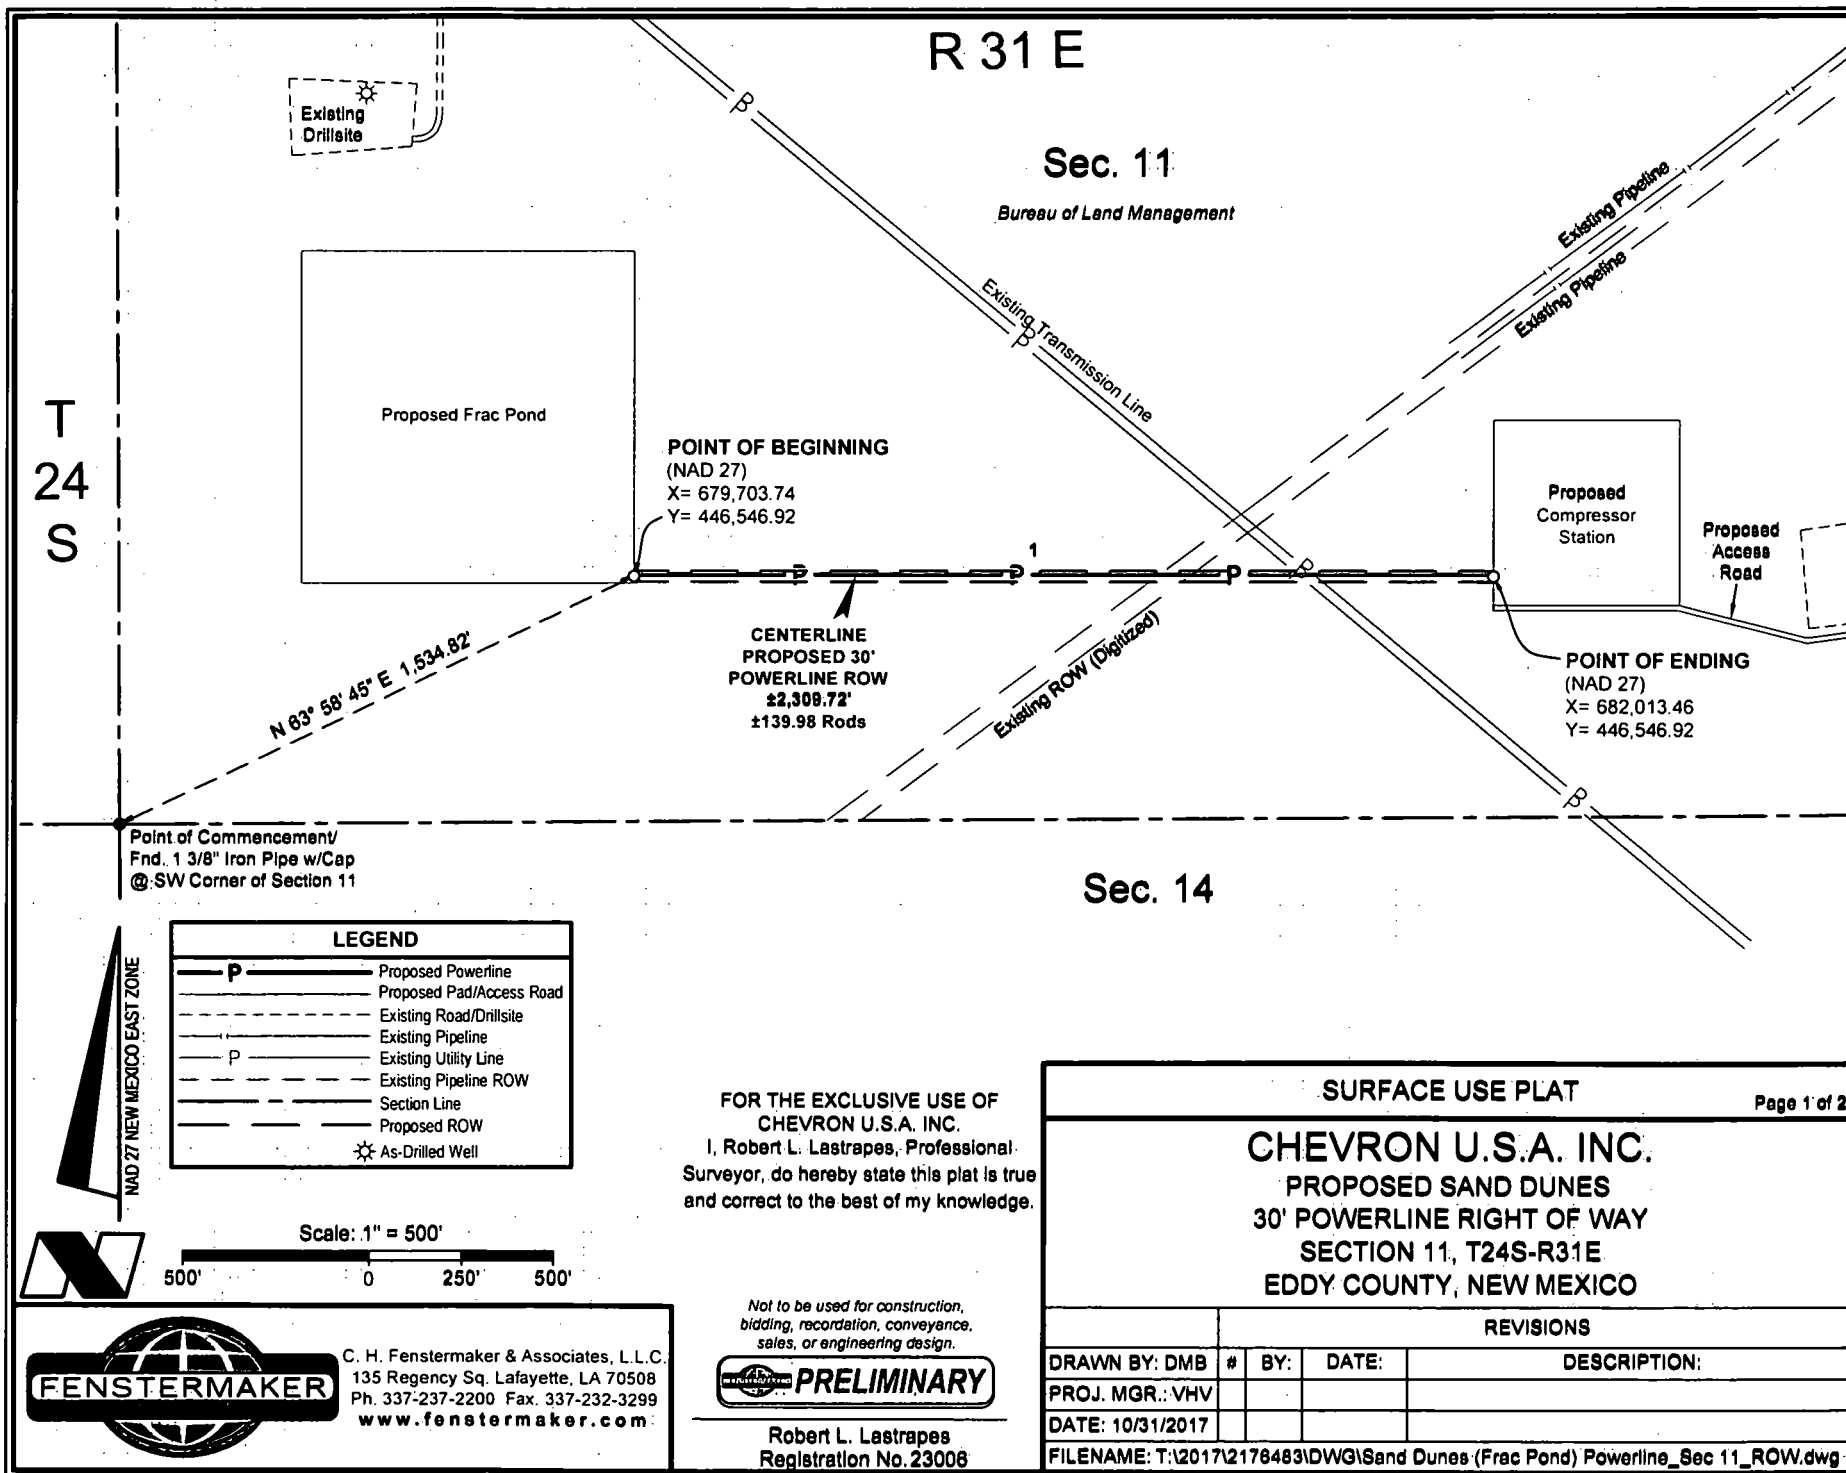 R 31 E
Existing
Drillsite
Sec. 11
Bureau of Land Management
Existing Pipeline
Existing Pipeline
Existing Transmission Line
T
24
S
Proposed Frac Pond
POINT OF BEGINNING
(NAD 27)
X= 679,703.74
Y= 446,546.92
Proposed
Compressor
Station
Proposed
Access
Road
1
CENTERLINE
PROPOSED 30'
POWERLINE ROW
±2,309.72'
±139.98 Rods
Existing ROW (Digitized)
POINT OF ENDING
(NAD 27)
X= 682,013.46
Y= 446,546.92
N 63° 58' 45" E 1,534.82'
Point of Commencement/
Fnd. 1 3/8" Iron Pipe w/Cap
@ SW Corner of Section 11
Sec. 14
LEGEND
P Proposed Powerline
Proposed Pad/Access Road
Existing Road/Drillsite
Existing Pipeline
P Existing Utility Line
Existing Pipeline ROW
Section Line
Proposed ROW
As-Drilled Well
NAD 27 NEW MEXICO EAST ZONE
Scale: 1" = 500'
500' 0 250' 500'
FOR THE EXCLUSIVE USE OF
CHEVRON U.S.A. INC.
I, Robert L. Lastrapes, Professional
Surveyor, do hereby state this plat is true
and correct to the best of my knowledge.
SURFACE USE PLAT
Page 1 of 2
CHEVRON U.S.A. INC.
PROPOSED SAND DUNES
30' POWERLINE RIGHT OF WAY
SECTION 11, T24S-R31E
EDDY COUNTY, NEW MEXICO
FENSTERMAKER
C. H. Fenstermaker & Associates, L.L.C.
135 Regency Sq. Lafayette, LA 70508
Ph. 337-237-2200 Fax. 337-232-3299
www.fenstermaker.com
Not to be used for construction,
bidding, recordation, conveyance,
sales, or engineering design.
PRELIMINARY
Robert L. Lastrapes
Registration No. 23006
REVISIONS
DRAWN BY: DMB # BY: DATE: DESCRIPTION:
PROJ. MGR.: VHV
DATE: 10/31/2017
FILENAME: T:\2017\2176483\DWG\Sand Dunes (Frac Pond) Powerline_Sec 11_ROW.dwg